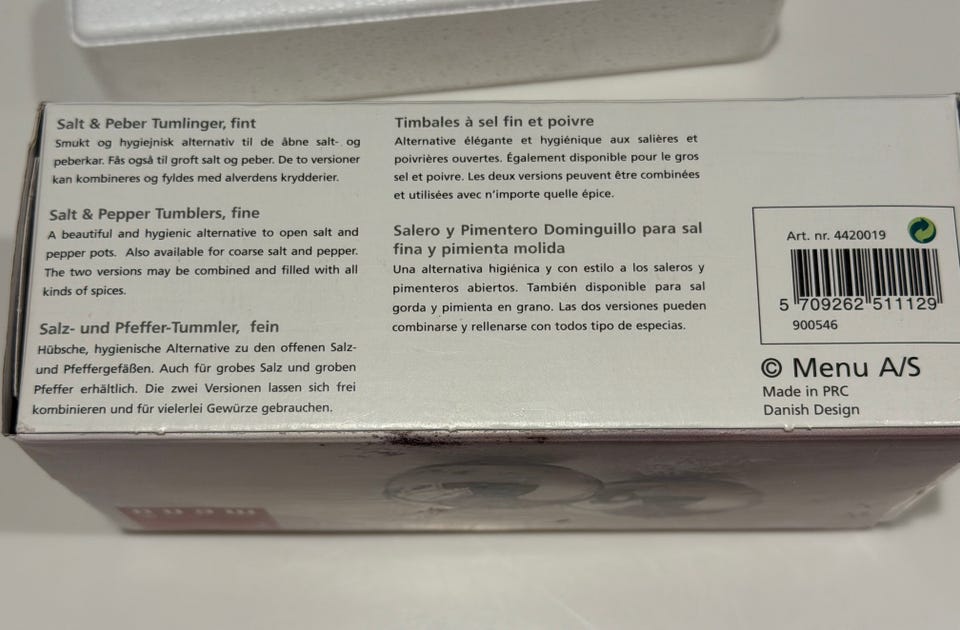 Salt & Peber Tumlinger, fint
Smukt og hygiejnisk alternativ til de åbne salt- og
peberkar. Fås også til groft salt og peber. De to versioner
kan kombineres og fyldes med alverdens krydderier.
Salt & Pepper Tumblers, fine
A beautiful and hygienic alternative to open salt and
pepper pots. Also available for coarse salt and pepper.
The two versions may be combined and filled with all
kinds of spices.
Salz- und Pfeffer-Tummler, fein
Hübsche, hygienische Alternative zu den offenen Salz-
und Pfeffergefäßen. Auch für grobes Salz und groben
Pfeffer erhältlich. Die zwei Versionen lassen sich frei
kombinieren und für vielerlei Gewürze gebrauchen.
Timbales à sel fin et poivre
Alternative élégante et hygiénique aux salières et
poivrières ouvertes. Également disponible pour le gros
sel et poivre. Les deux versions peuvent être combinées
et utilisées avec n'importe quelle épice.
Salero y Pimentero Dominguillo para sal
fina y pimienta molida
Una alternativa higiénica y con estilo a los saleros y
pimenteros abiertos. También disponible para sal
gorda y pimienta en grano. Las dos versiones pueden
combinarse y rellenarse con todos tipo de especias.
Art. nr. 4420019
5 709262 511129
900546
© Menu A/S
Made in PRC
Danish Design
menu